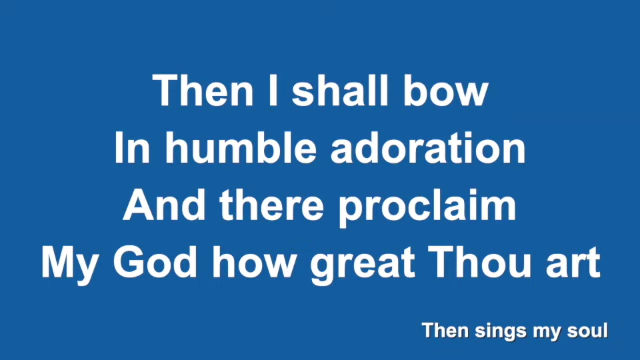 Then I shall bow
In humble adoration
And there proclaim
My God how great Thou art
Then sings my soul